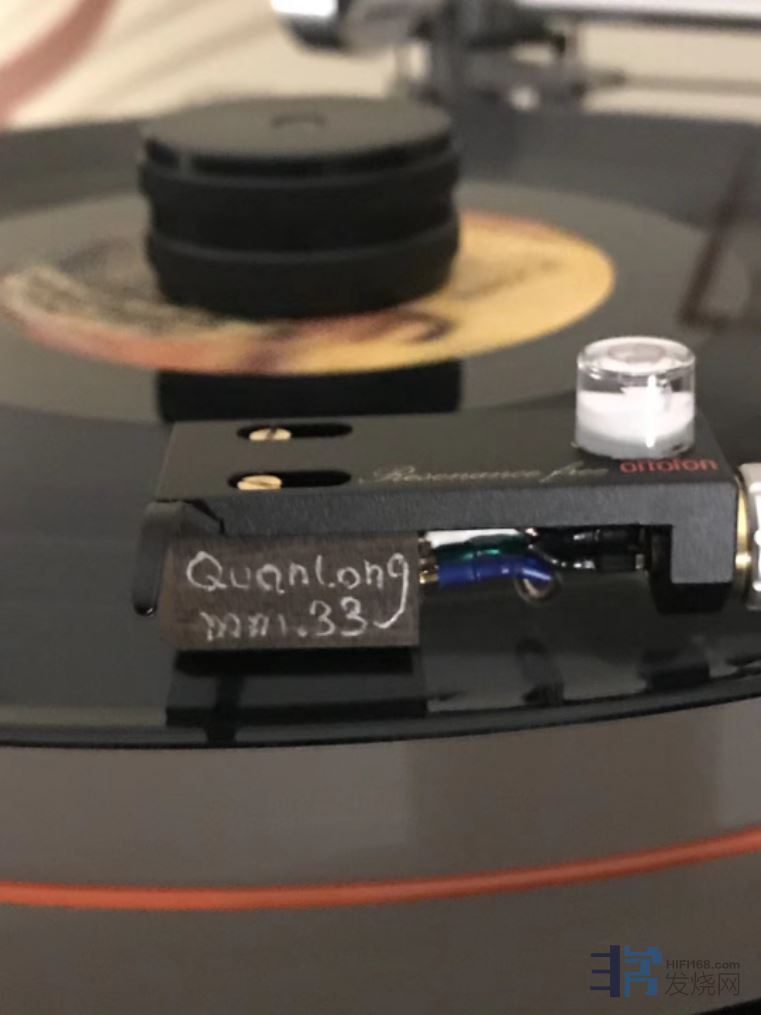 Resonance free
ortofon
QuanLong
mm.33
HIFI168.com
发烧网